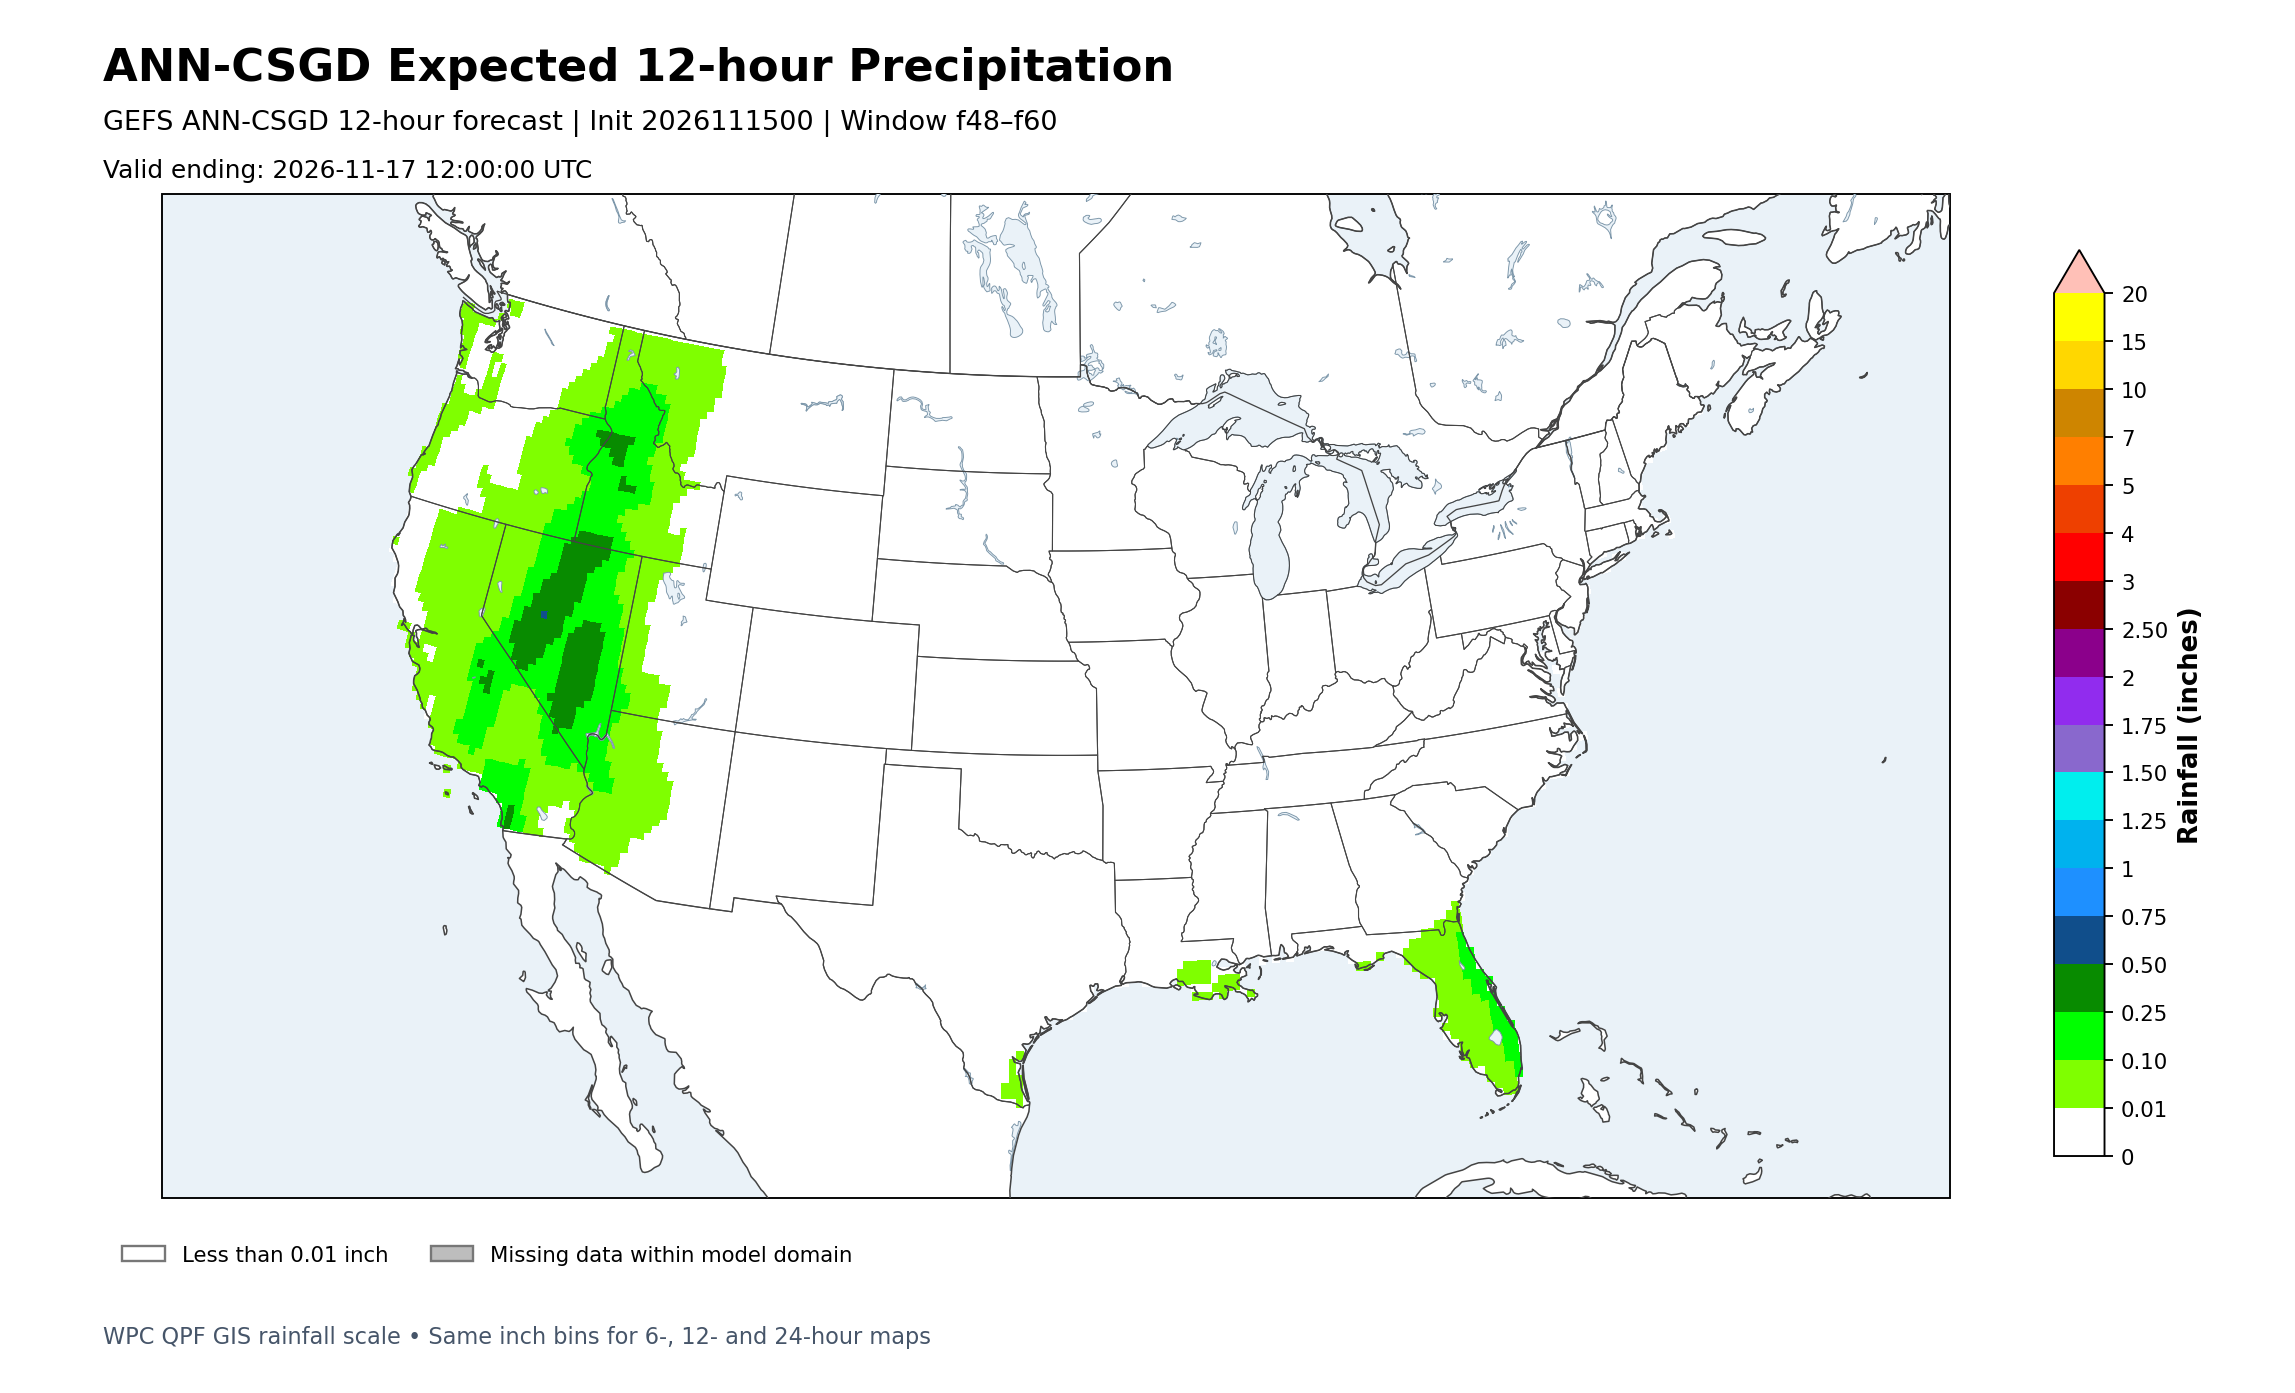 ANN-CSGD Expected 12-hour Precipitation
GEFS ANN-CSGD 12-hour forecast | Init 2026111500 | Window f48–f60
Valid ending: 2026-11-17 12:00:00 UTC
20
15
10
7
5
4
3
2.50
2
1.75
1.50
1.25
1
0.75
0.50
0.25
0.10
0.01
0
Rainfall (inches)
Less than 0.01 inch
Missing data within model domain
WPC QPF GIS rainfall scale • Same inch bins for 6-, 12- and 24-hour maps